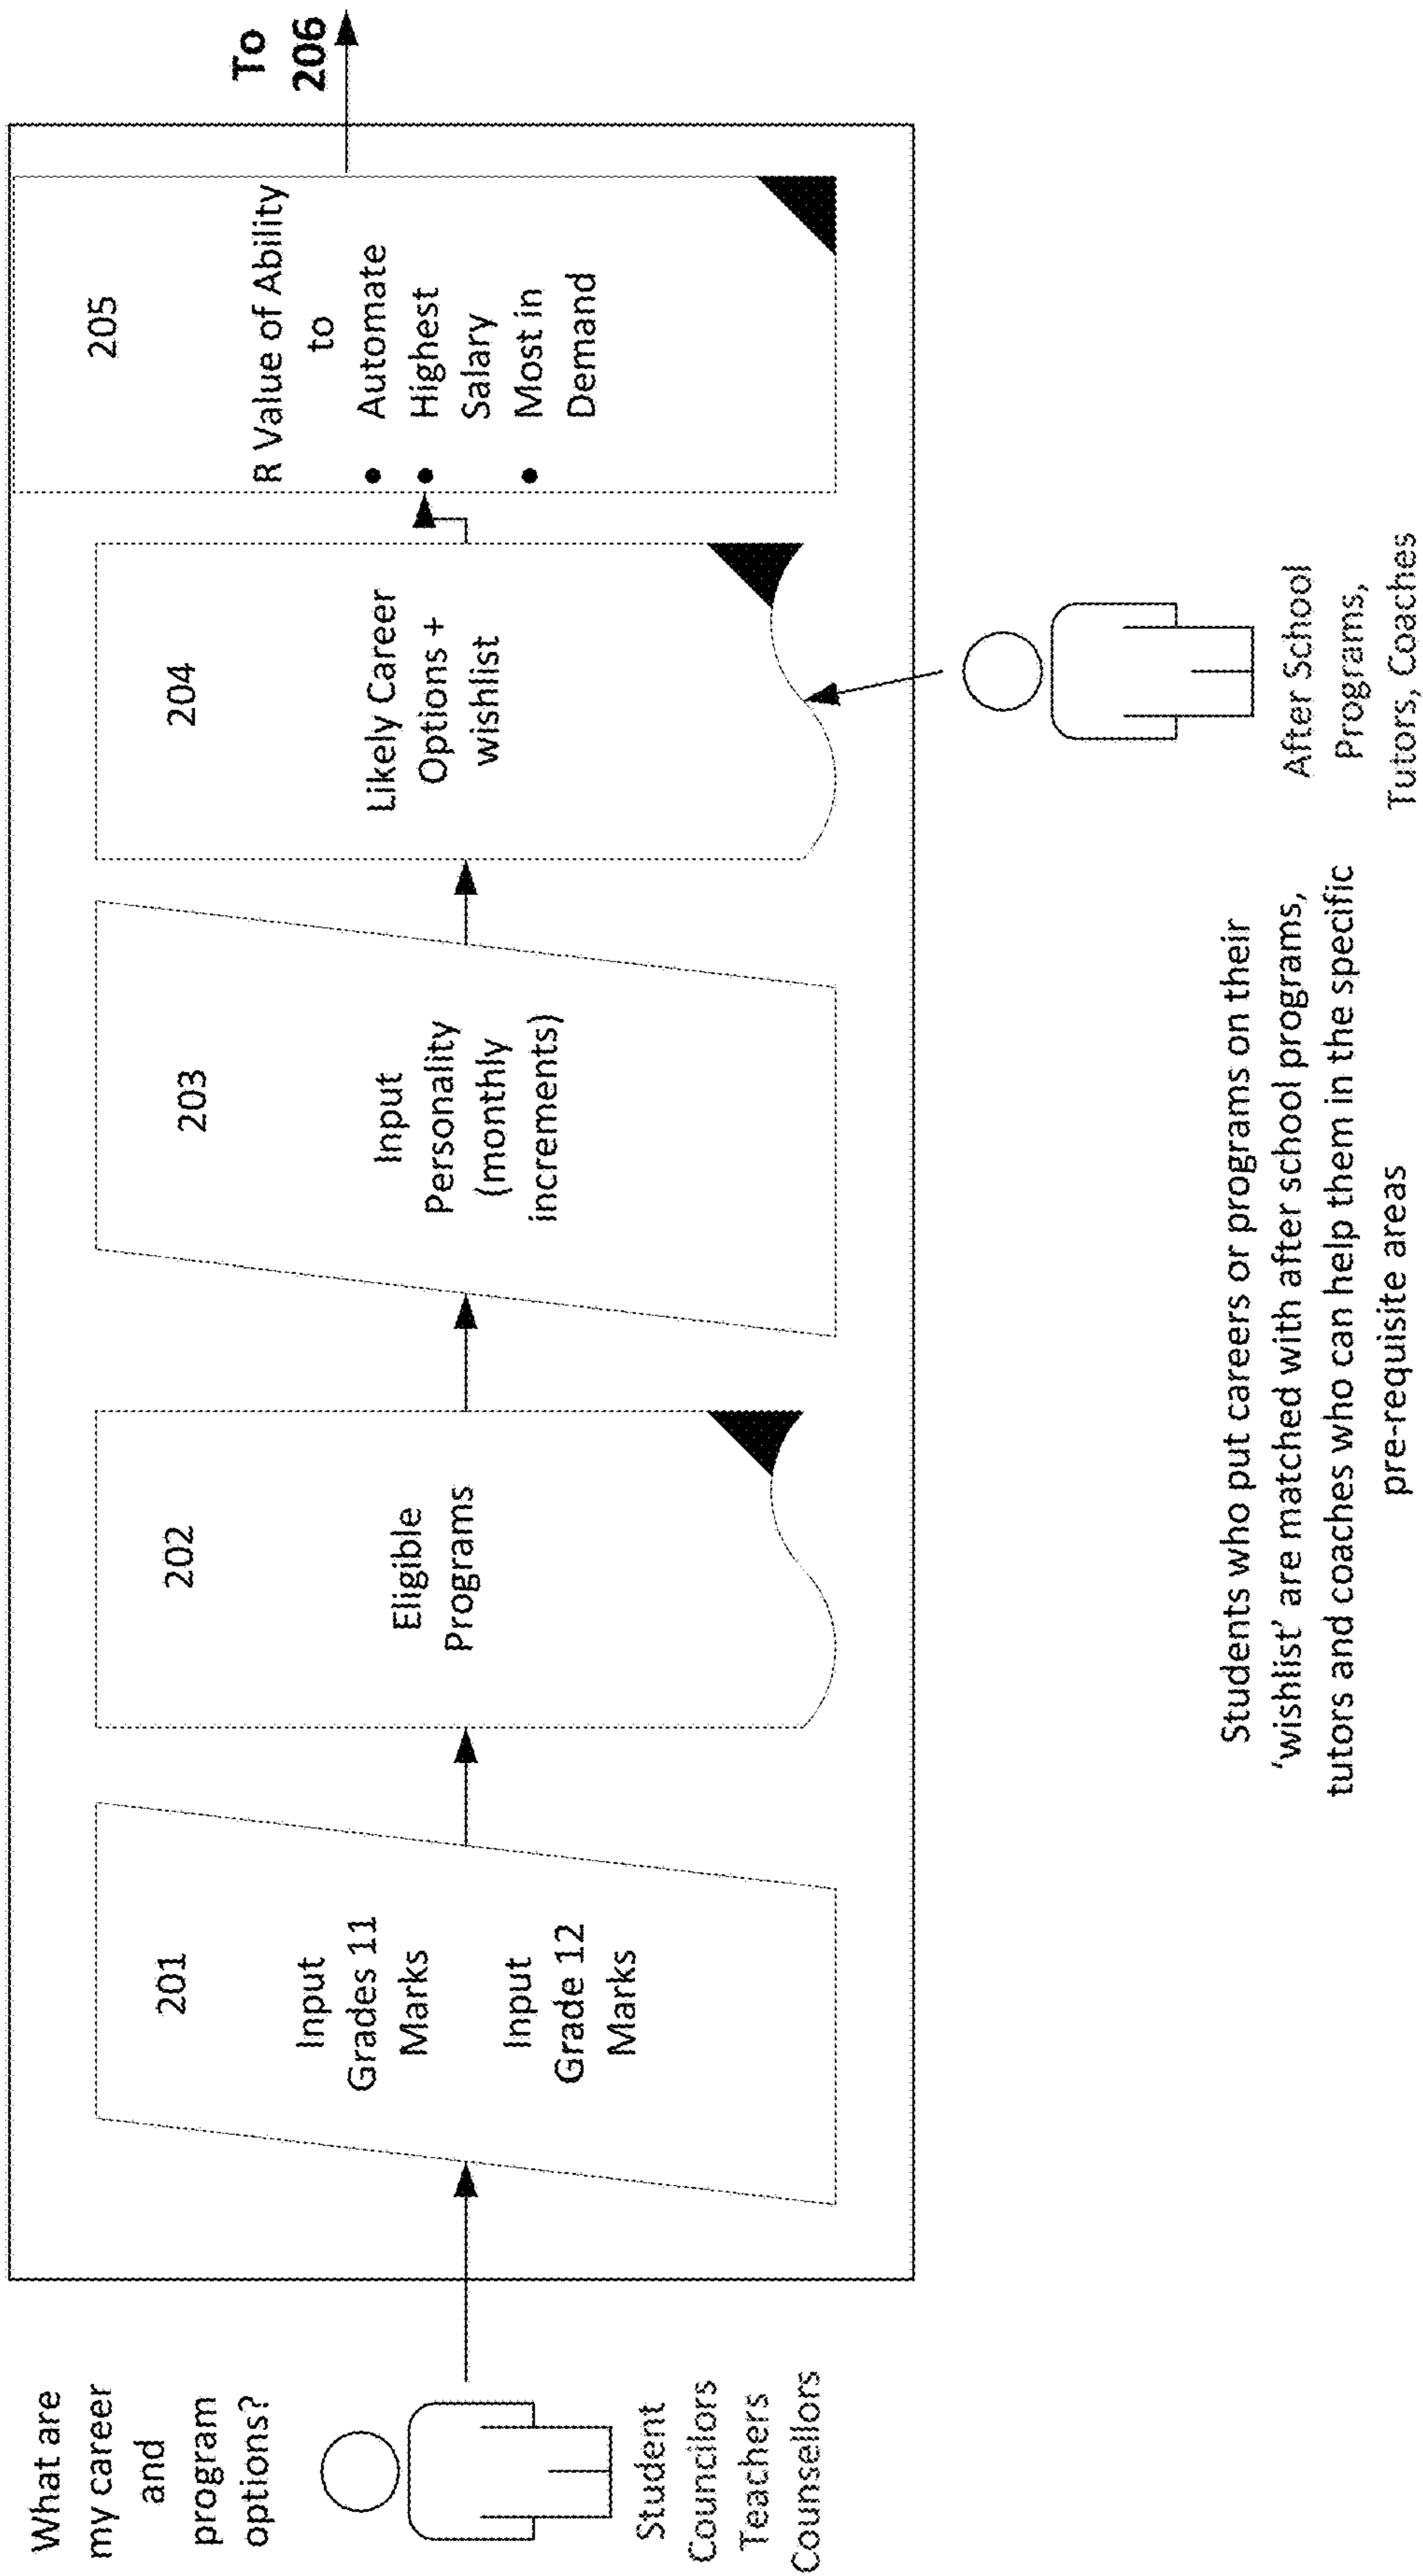 What are
my career
and
program
options?
Student
Councilors
Teachers
Counsellors
201
Input
Grades 11
Marks
Input
Grade 12
Marks
202
Eligible
Programs
203
Input
Personality
(monthly
increments)
204
Likely Career
Options +
wishlist
205
R Value of Ability
to
• Automate
• Highest
Salary
• Most in
Demand
To
206
After School
Programs,
Tutors, Coaches
Students who put careers or programs on their
‘wishlist’ are matched with after school programs,
tutors and coaches who can help them in the specific
pre-requisite areas